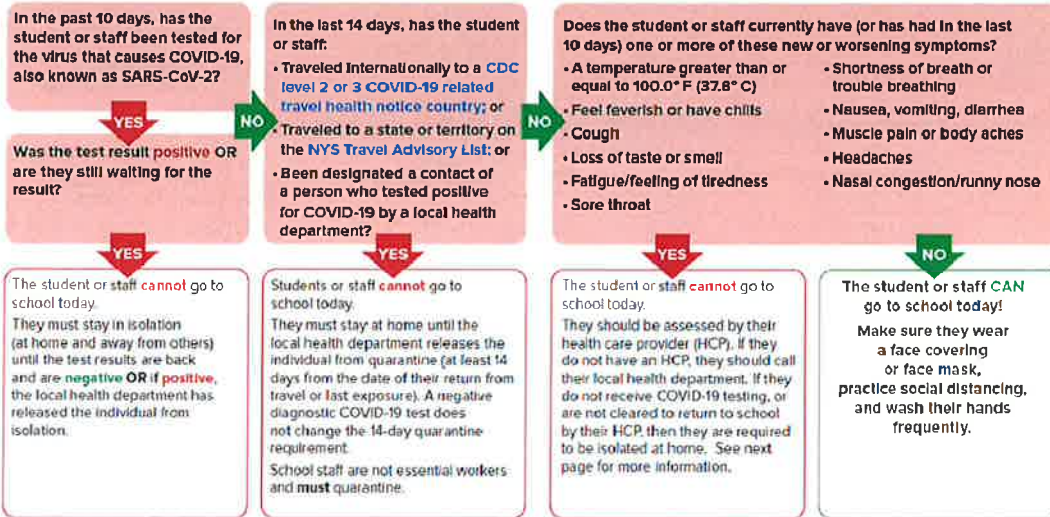 In the past 10 days, has the
student or staff been tested for
the virus that causes COVID-19,
also known as SARS-CoV-2?
YES
NO
Was the test result positive OR
are they still waiting for the
result?
YES
The student or staff cannot go to
school today.
They must stay in isolation
(at home and away from others)
until the test results are back
and are negative OR if positive,
the local health department has
released the individual from
isolation.
In the last 14 days, has the student
or staff:
• Traveled internationally to a CDC
level 2 or 3 COVID-19 related
travel health notice country; or
• Traveled to a state or territory on
the NYS Travel Advisory List; or
• Been designated a contact of
a person who tested positive
for COVID-19 by a local health
department?
NO
YES
Students or staff cannot go to
school today.
They must stay at home until the
local health department releases the
individual from quarantine (at least 14
days from the date of their return from
travel or last exposure). A negative
diagnostic COVID-19 test does
not change the 14-day quarantine
requirement.
School staff are not essential workers
and must quarantine.
Does the student or staff currently have (or has had in the last
10 days) one or more of these new or worsening symptoms?
• A temperature greater than or
equal to 100.0° F (37.8° C)
• Feel feverish or have chills
• Cough
• Loss of taste or smell
• Fatigue/feeling of tiredness
• Sore throat
• Shortness of breath or
trouble breathing
• Nausea, vomiting, diarrhea
• Muscle pain or body aches
• Headaches
• Nasal congestion/runny nose
YES
The student or staff cannot go to
school today.
They should be assessed by their
health care provider (HCP). If they
do not have an HCP, they should call
their local health department. If they
do not receive COVID-19 testing, or
are not cleared to return to school
by their HCP, then they are required
to be isolated at home. See next
page for more information.
NO
The student or staff CAN
go to school today!
Make sure they wear
a face covering
or face mask,
practice social distancing,
and wash their hands
frequently.